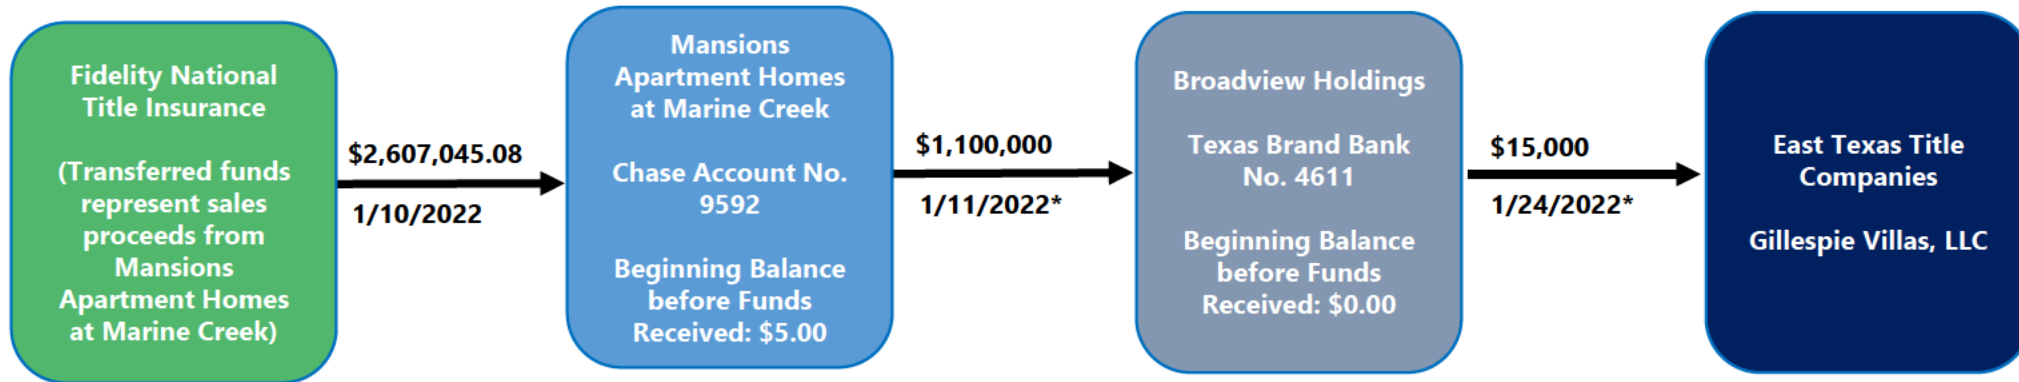 Fidelity National
Title Insurance
(Transferred funds
represent sales
proceeds from
Mansions
Apartment Homes
at Marine Creek)
$2,607,045.08
1/10/2022
Mansions
Apartment Homes
at Marine Creek
Chase Account No.
9592
Beginning Balance
before Funds
Received: $5.00
$1,100,000
1/11/2022*
Broadview Holdings
Texas Brand Bank
No. 4611
Beginning Balance
before Funds
Received: $0.00
$15,000
1/24/2022*
East Texas Title
Companies
Gillespie Villas, LLC